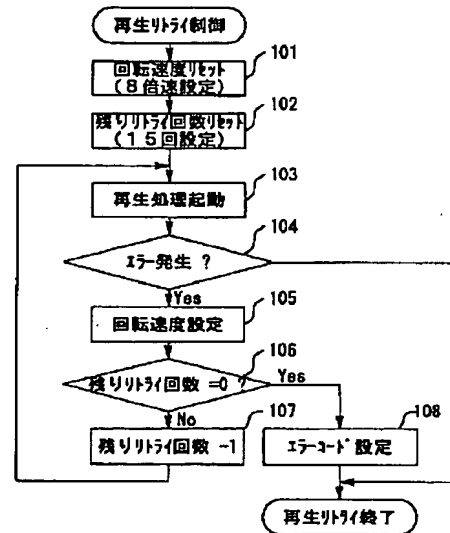 再生リトライ制御
101
回転速度リセット
(8倍速設定)
102
残りリトライ回数リセット
(15回設定)
103
再生処理起動
104
エラー発生 ?
Yes
105
回転速度設定
106
残りリトライ回数 =0 ?
Yes
No
107
残りリトライ回数 -1
108
エラーコード設定
再生リトライ終了